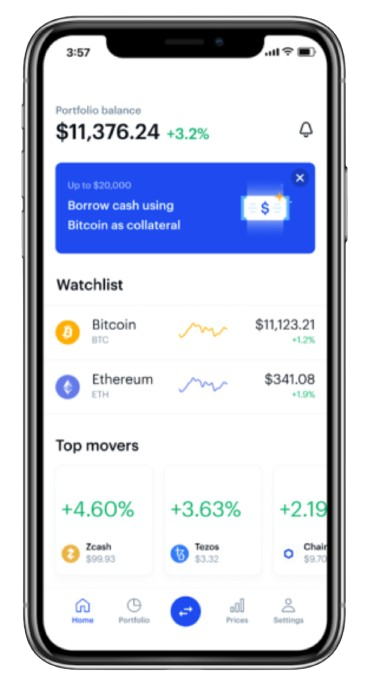 3:57
Portfolio balance
$11,376.24 +3.2%
Up to $20,000
Borrow cash using
Bitcoin as collateral
$
Watchlist
Bitcoin $11,123.21
BTC +1.2%
Ethereum $341.08
ETH +1.9%
Top movers
+4.60% +3.63% +2.19
Zcash Tezos Chair
$99.93 $3.32 $9.70
Home Portfolio Prices Settings